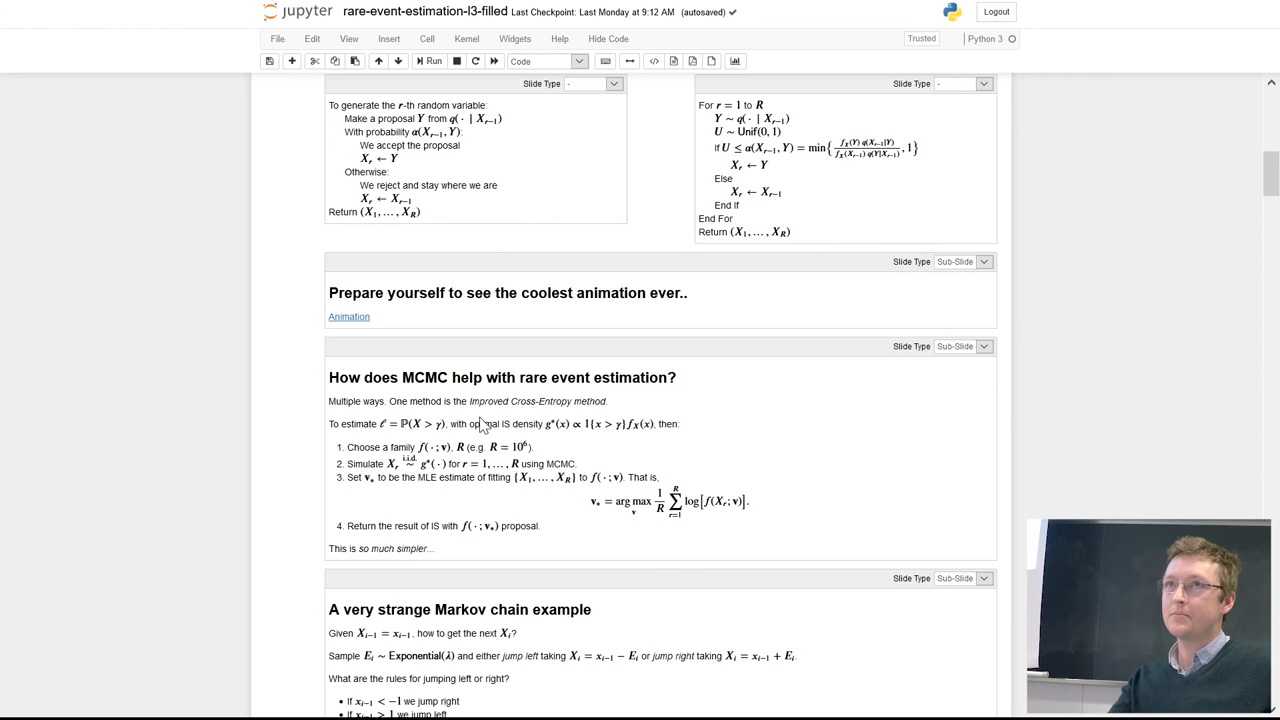 jupyter rare-event-estimation-l3-filled Last Checkpoint: Last Monday at 9:12 AM (autosaved)
Logout
File Edit View Insert Cell Kernel Widgets Help Hide Code
Trusted
Python 3
Run
Code
Slide Type -
To generate the r-th random variable:
Make a proposal Y from q( · ∣ X_{r−1})
With probability α(X_{r−1}, Y):
We accept the proposal
X_r ← Y
Otherwise:
We reject and stay where we are
X_r ← X_{r−1}
Return (X_1, … , X_R)
Slide Type -
For r = 1 to R
Y ∼ q( · ∣ X_{r−1})
U ∼ Unif(0, 1)
If U ≤ α(X_{r−1}, Y) = min{ f_X(Y) q(X_{r−1}|Y) / f_X(X_{r−1}) q(Y|X_{r−1}) , 1}
X_r ← Y
Else
X_r ← X_{r−1}
End If
End For
Return (X_1, … , X_R)
Slide Type Sub-Slide
Prepare yourself to see the coolest animation ever..
Animation
Slide Type Sub-Slide
How does MCMC help with rare event estimation?
Multiple ways. One method is the Improved Cross-Entropy method.
To estimate ℓ = ℙ(X > γ), with optimal IS density g*(x) ∝ 1{x > γ}f_X(x), then:
1. Choose a family f( · ; v), R (e.g. R = 10^6).
2. Simulate X_r i.i.d. ∼ g*( · ) for r = 1, … , R using MCMC.
3. Set v_* to be the MLE estimate of fitting {X_1, … , X_R} to f( · ; v). That is,
v_* = arg max_v 1/R ∑_{r=1}^{R} log[f(X_r; v)].
4. Return the result of IS with f( · ; v_*) proposal.
This is so much simpler...
Slide Type Sub-Slide
A very strange Markov chain example
Given X_{i−1} = x_{i−1}, how to get the next X_i?
Sample E_i ∼ Exponential(λ) and either jump left taking X_i = x_{i−1} − E_i or jump right taking X_i = x_{i−1} + E_i.
What are the rules for jumping left or right?
• If x_{i−1} < −1 we jump right
• If x_{i−1} > 1 we jump left